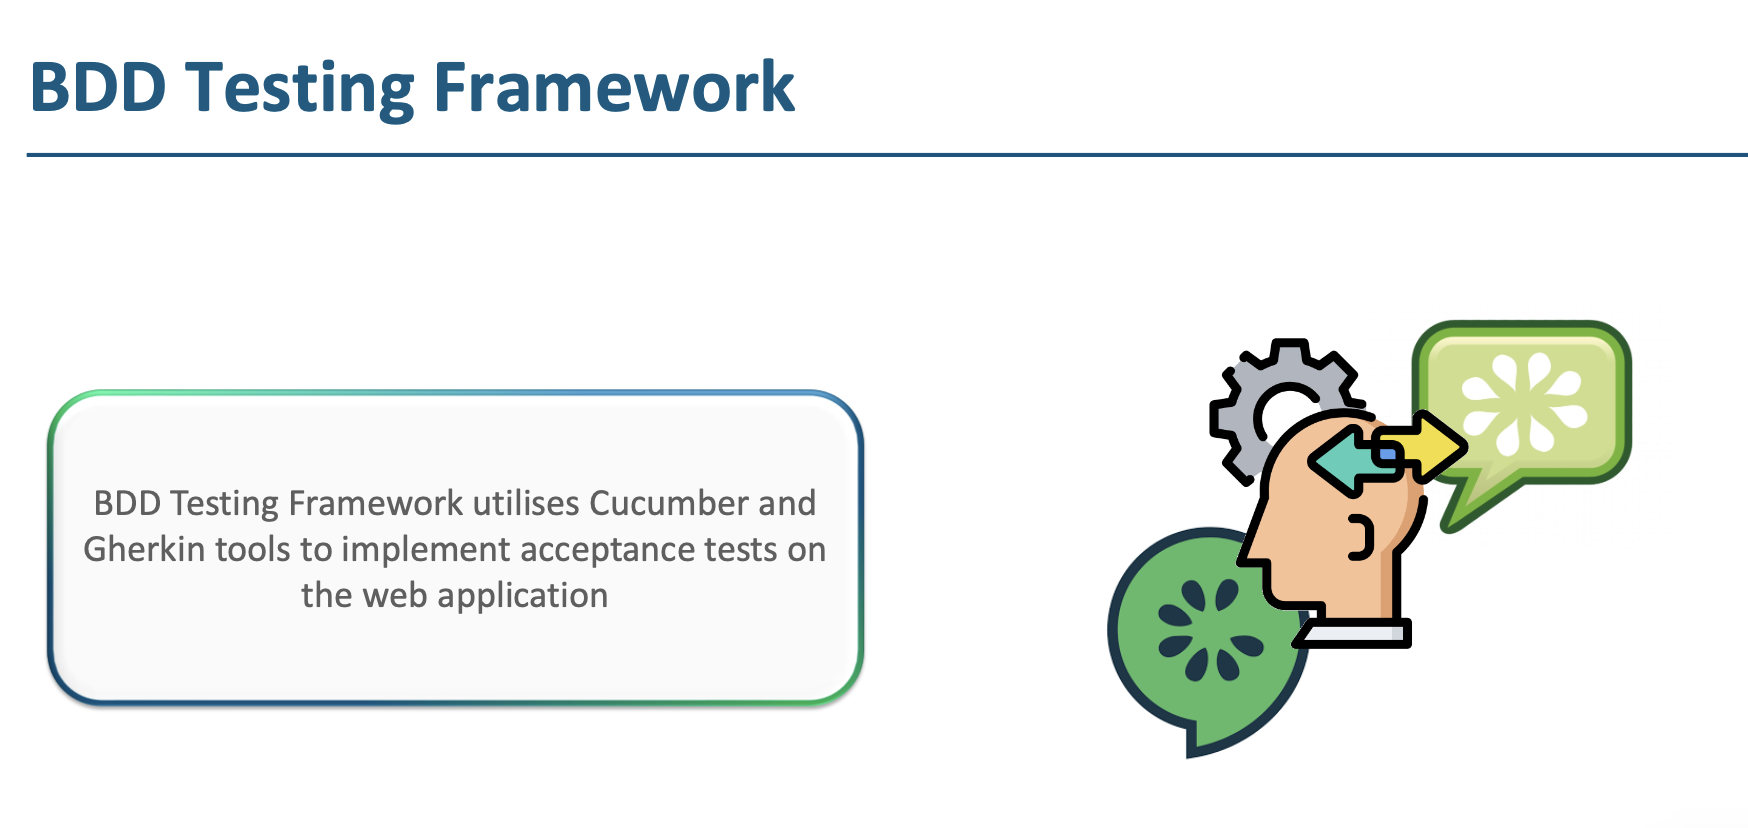 BDD Testing Framework
BDD Testing Framework utilises Cucumber and
Gherkin tools to implement acceptance tests on
the web application